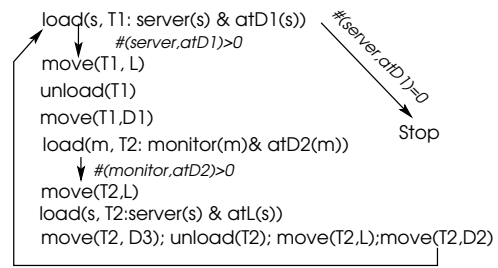 load(s, T1: server(s) & atD1(s))
#(server,atD1)>0
#(server,atD1)=0
move(T1, L)
unload(T1)
move(T1,D1)
Stop
load(m, T2: monitor(m)& atD2(m))
#(monitor,atD2)>0
move(T2,L)
load(s, T2:server(s) & atL(s))
move(T2, D3); unload(T2); move(T2,L);move(T2,D2)